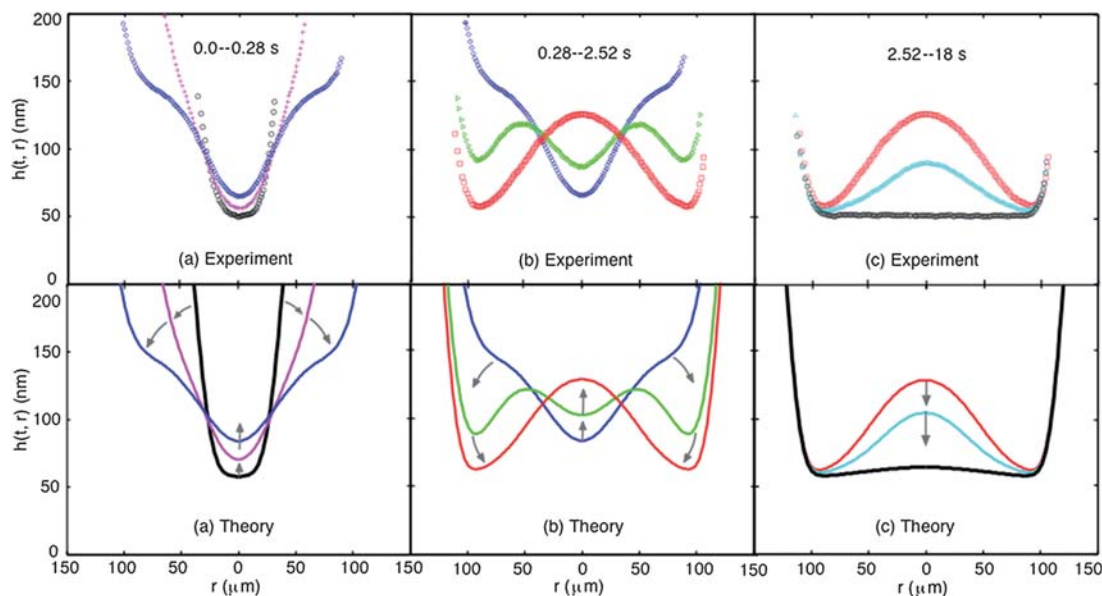 200
150
100
50
0
h(t, r) (nm)
0.0--0.28 s
(a) Experiment
0.28--2.52 s
(b) Experiment
2.52--18 s
(c) Experiment
200
150
100
50
0
h(t, r) (nm)
(a) Theory
(b) Theory
(c) Theory
150 100 50 0 50 100 150 100 50 0 50 100 150 100 50 0 50 100 150
r (μm) r (μm) r (μm)